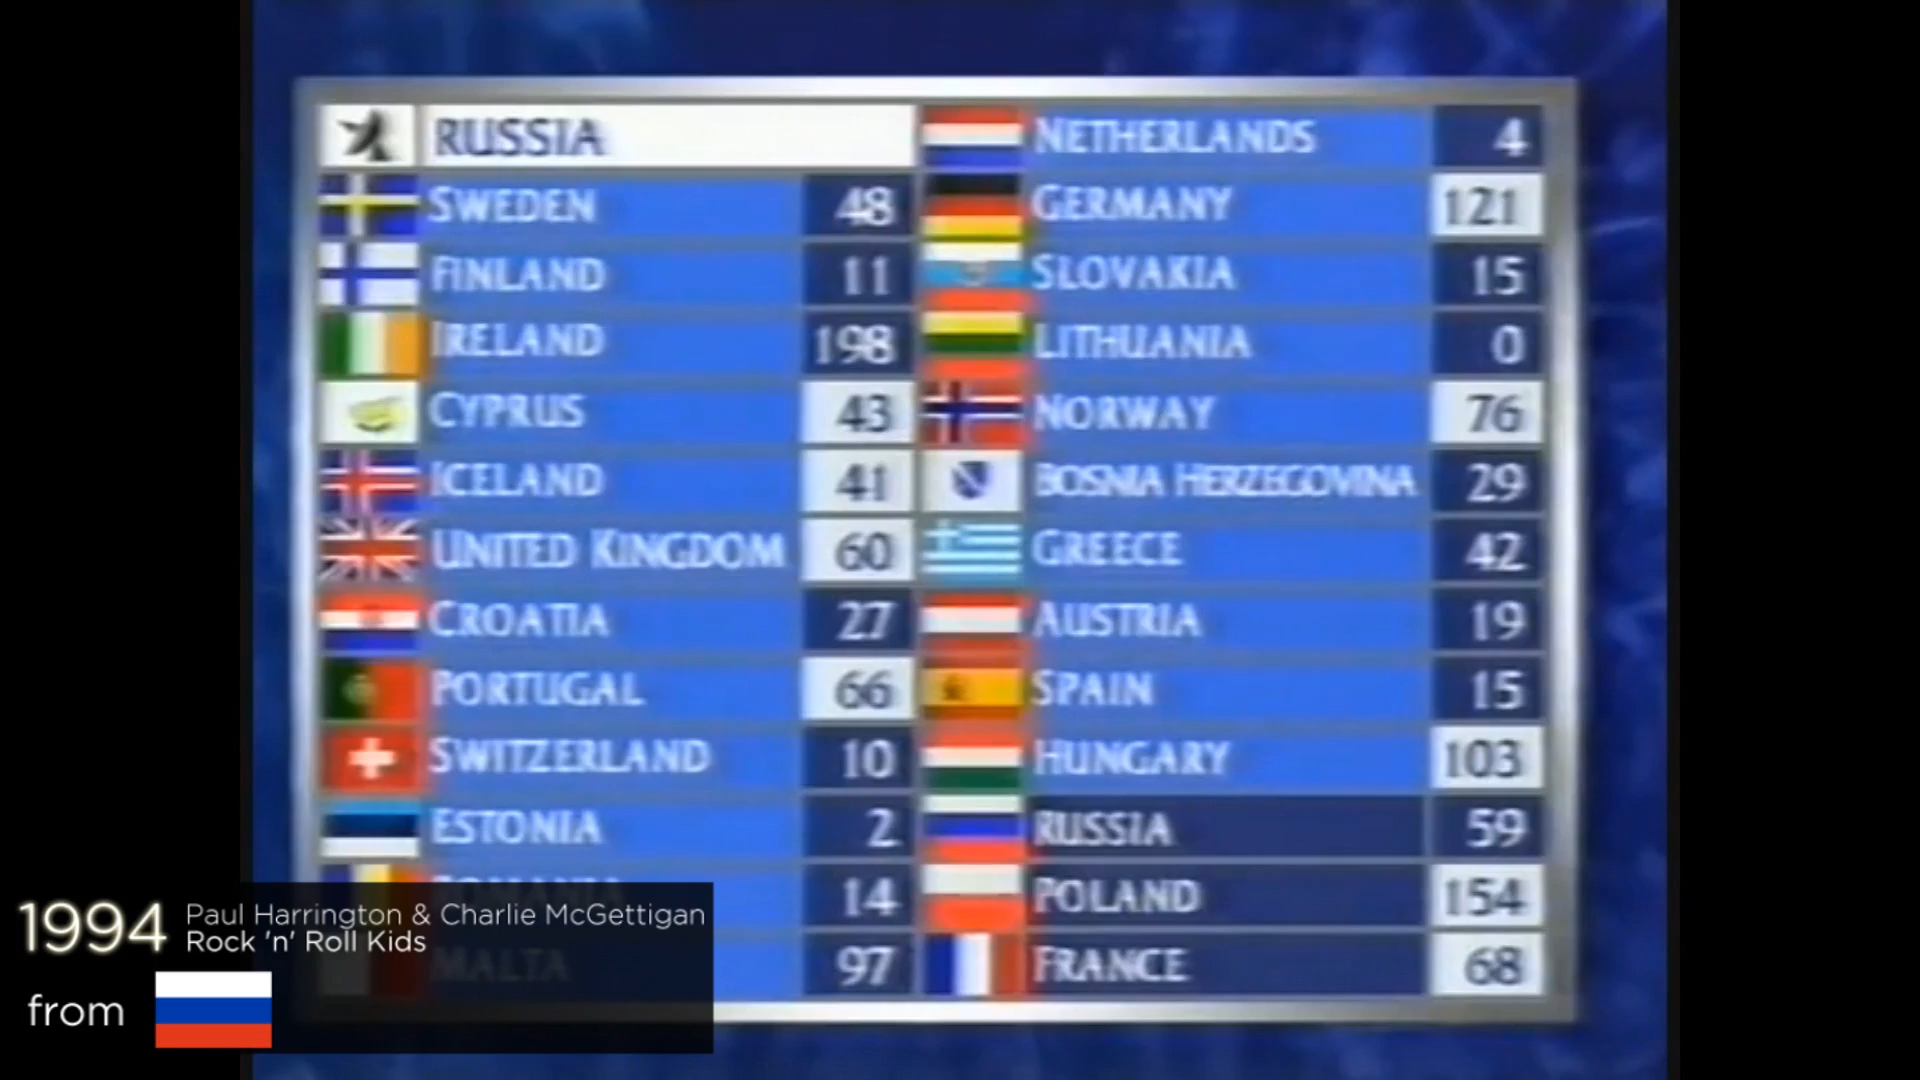 RUSSIA
SWEDEN 48
FINLAND 11
IRELAND 198
CYPRUS 43
ICELAND 41
UNITED KINGDOM 60
CROATIA 27
PORTUGAL 66
SWITZERLAND 10
ESTONIA 2
ROMANIA 14
MALTA 97
NETHERLANDS 4
GERMANY 121
SLOVAKIA 15
LITHUANIA 0
NORWAY 76
BOSNIA HERZEGOVINA 29
GREECE 42
AUSTRIA 19
SPAIN 15
HUNGARY 103
RUSSIA 59
POLAND 154
FRANCE 68
1994 Paul Harrington & Charlie McGettigan
Rock 'n' Roll Kids
from